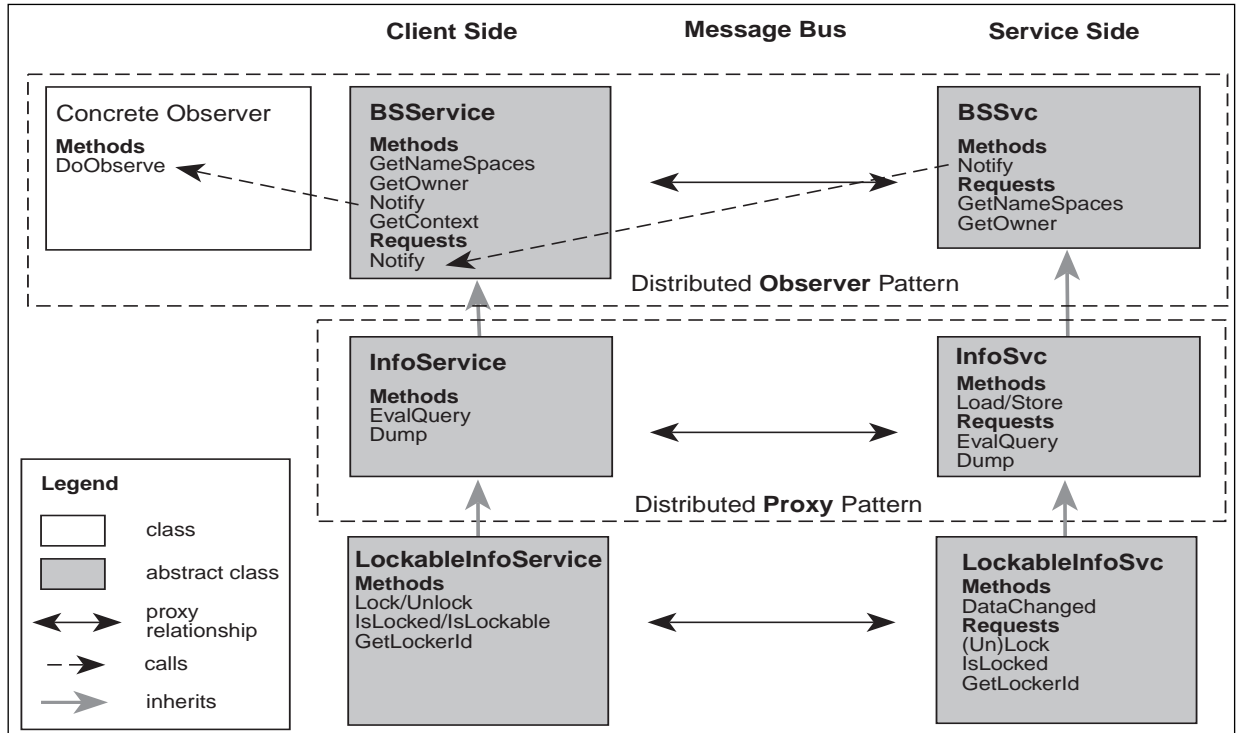 Client Side
Message Bus
Service Side
Concrete Observer
Methods
DoObserve
BSService
Methods
GetNameSpaces
GetOwner
Notify
GetContext
Requests
Notify
BSSvc
Methods
Notify
Requests
GetNameSpaces
GetOwner
Distributed Observer Pattern
InfoService
Methods
EvalQuery
Dump
InfoSvc
Methods
Load/Store
Requests
EvalQuery
Dump
Distributed Proxy Pattern
LockableInfoService
Methods
Lock/Unlock
IsLocked/IsLockable
GetLockerId
LockableInfoSvc
Methods
DataChanged
Requests
(Un)Lock
IsLocked
GetLockerId
Legend
class
abstract class
proxy
relationship
calls
inherits